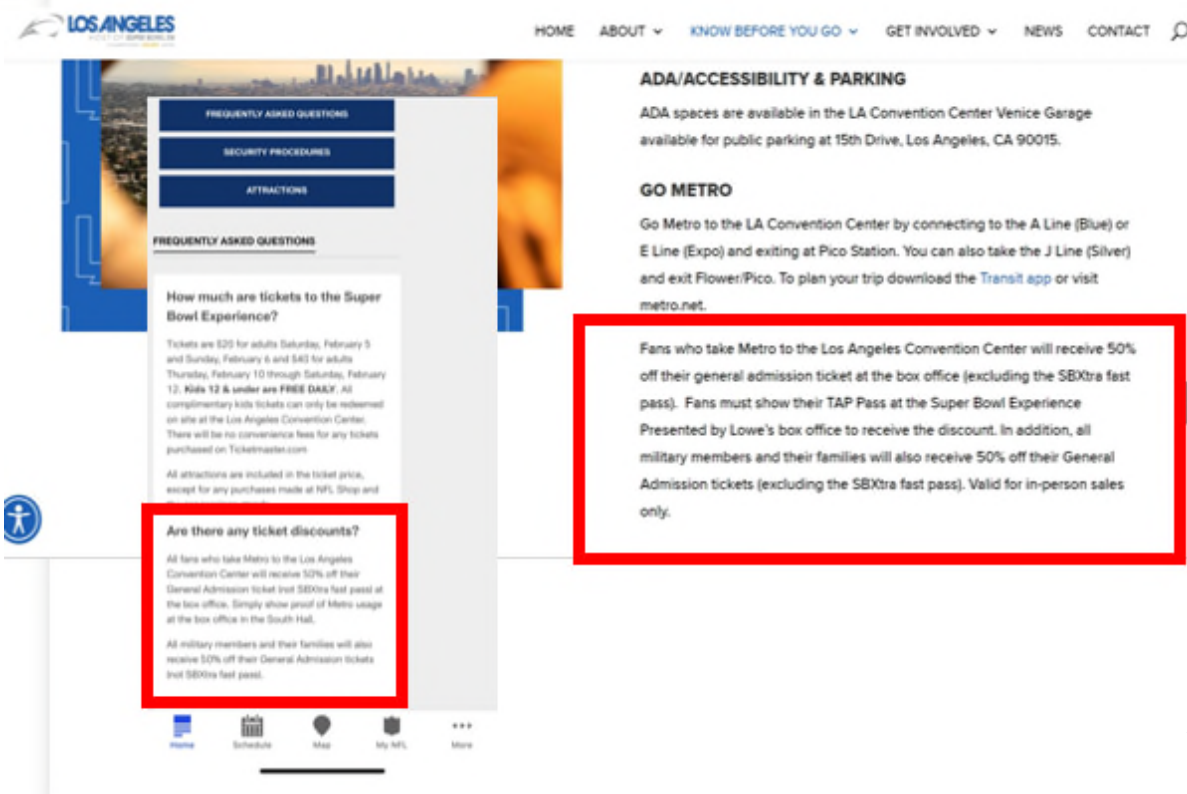 LOS ANGELES
HOME ABOUT KNOW BEFORE YOU GO GET INVOLVED NEWS CONTACT
FREQUENTLY ASKED QUESTIONS
SECURITY PROCEDURES
ATTRACTIONS
FREQUENTLY ASKED QUESTIONS
How much are tickets to the Super
Bowl Experience?
Tickets are $20 for adults Saturday, February 5
and Sunday, February 6 and $40 for adults
Thursday, February 10 through Saturday, February
12. Kids 12 & under are FREE DAILY. All
complimentary kids tickets can only be redeemed
on site at the Los Angeles Convention Center.
There will be no convenience fees for any tickets
purchased on Ticketmaster.com
All attractions are included in the ticket price,
except for any purchases made at NFL Shop and
Are there any ticket discounts?
All fans who take Metro to the Los Angeles
Convention Center will receive 50% off their
General Admission ticket (not SBXtra fast pass) at
the box office. Simply show proof of Metro usage
at the box office in the South Hall.
All military members and their families will also
receive 50% off their General Admission tickets
(not SBXtra fast pass).
Home Schedule Map My NFL More
ADA/ACCESSIBILITY & PARKING
ADA spaces are available in the LA Convention Center Venice Garage
available for public parking at 15th Drive, Los Angeles, CA 90015.
GO METRO
Go Metro to the LA Convention Center by connecting to the A Line (Blue) or
E Line (Expo) and exiting at Pico Station. You can also take the J Line (Silver)
and exit Flower/Pico. To plan your trip download the Transit app or visit
metro.net.
Fans who take Metro to the Los Angeles Convention Center will receive 50%
off their general admission ticket at the box office (excluding the SBXtra fast
pass). Fans must show their TAP Pass at the Super Bowl Experience
Presented by Lowe's box office to receive the discount. In addition, all
military members and their families will also receive 50% off their General
Admission tickets (excluding the SBXtra fast pass). Valid for in-person sales
only.